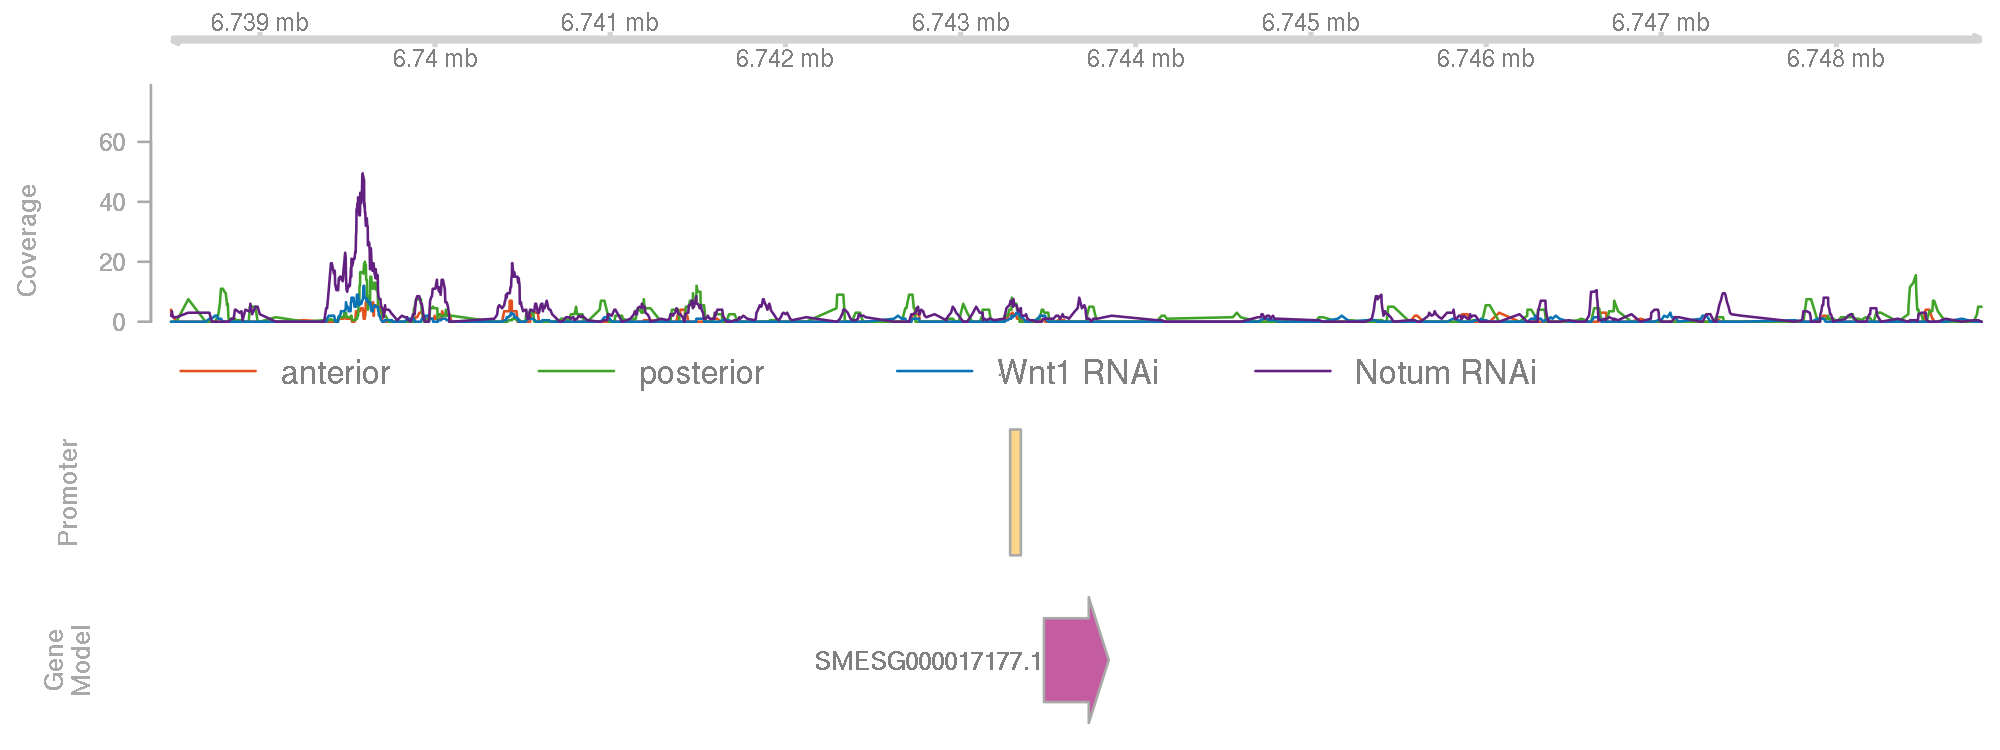 6.739 mb 6.741 mb 6.743 mb 6.745 mb 6.747 mb
6.74 mb 6.742 mb 6.744 mb 6.746 mb 6.748 mb
Coverage
60
40
20
0
anterior posterior Wnt1 RNAi Notum RNAi
Promoter
Gene
Model
SMESG000017177.1